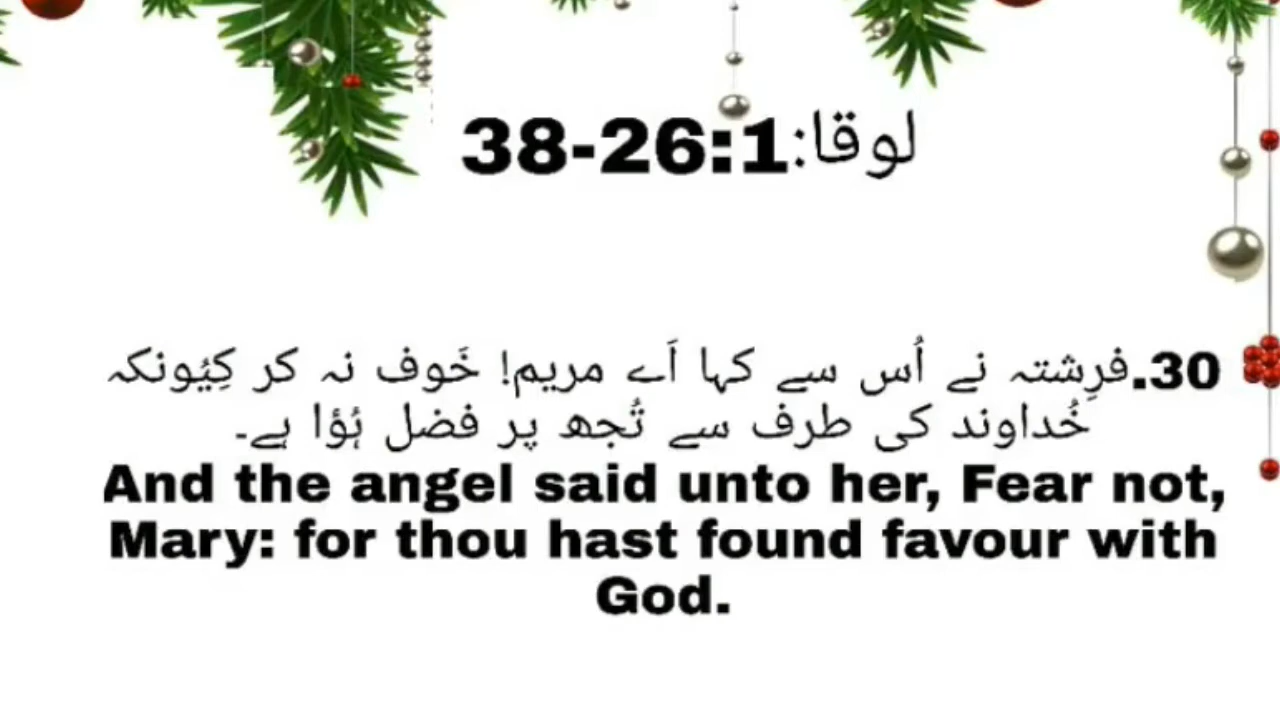 لوقا:1:26-38
30.فرِشتہ نے اُس سے کہا اَے مریم! خَوف نہ کر کِیُونکہ
خُداوند کی طرف سے تُجھ پر فضل ہُؤا ہے۔
And the angel said unto her, Fear not,
Mary: for thou hast found favour with
God.